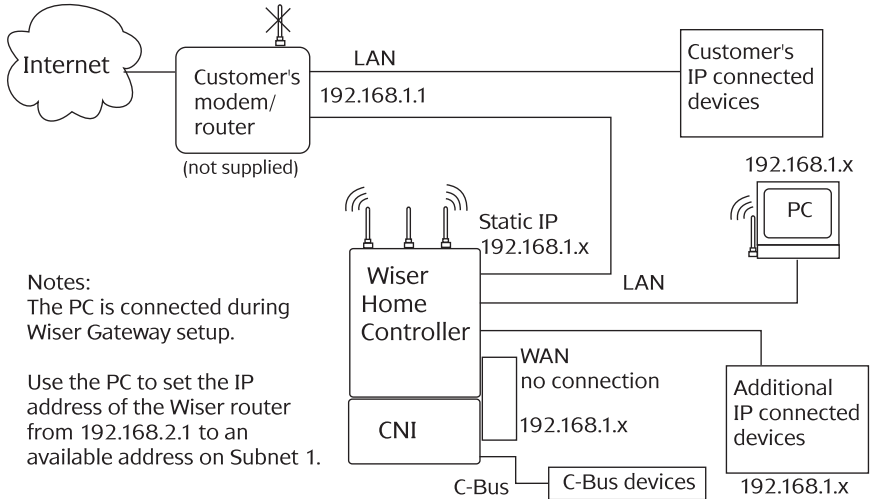 Internet
Customer's
modem/
router
(not supplied)
LAN
192.168.1.1
Customer's
IP connected
devices
192.168.1.x
PC
Static IP
192.168.1.x
Wiser
Home
Controller
LAN
Notes:
The PC is connected during
Wiser Gateway setup.
Use the PC to set the IP
address of the Wiser router
from 192.168.2.1 to an
available address on Subnet 1.
WAN
no connection
192.168.1.x
CNI
Additional
IP connected
devices
192.168.1.x
C-Bus
C-Bus devices